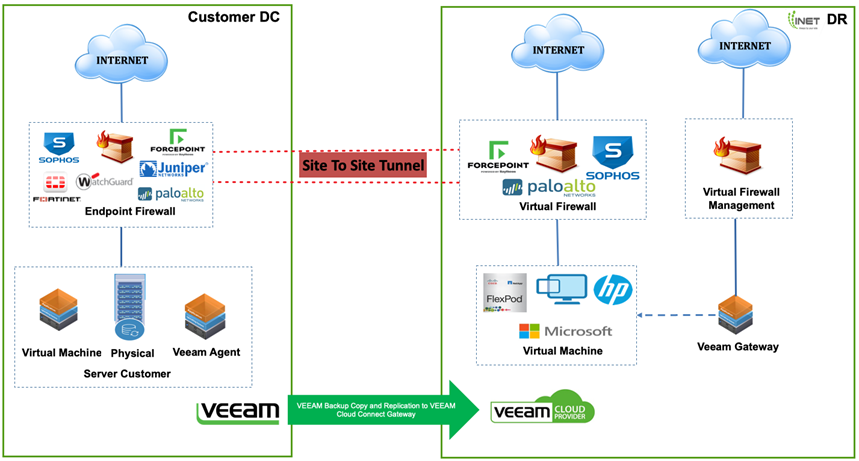 Customer DC
INTERNET
SOPHOS
FORCEPOINT
Juniper
NETWORKS
FORTINET
WatchGuard
paloalto
NETWORKS
Endpoint Firewall
Virtual Machine
Physical
Veeam Agent
Server Customer
veeam
Site To Site Tunnel
VEEAM Backup Copy and Replication to VEEAM
Cloud Connect Gateway
INET
DR
INTERNET
INTERNET
FORCEPOINT
SOPHOS
paloalto
NETWORKS
Virtual Firewall
Virtual Firewall
Management
FlexPod
hp
Microsoft
Virtual Machine
Veeam Gateway
veeam
CLOUD
PROVIDER